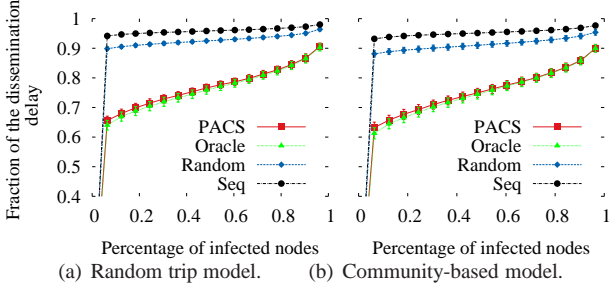 Fraction of the dissemination
delay
1
0.9
0.8
0.7
0.6
0.5
0.4
PACS
Oracle
Random
Seq
0 0.2 0.4 0.6 0.8 1
Percentage of infected nodes
(a) Random trip model.
PACS
Oracle
Random
Seq
0 0.2 0.4 0.6 0.8 1
Percentage of infected nodes
(b) Community-based model.